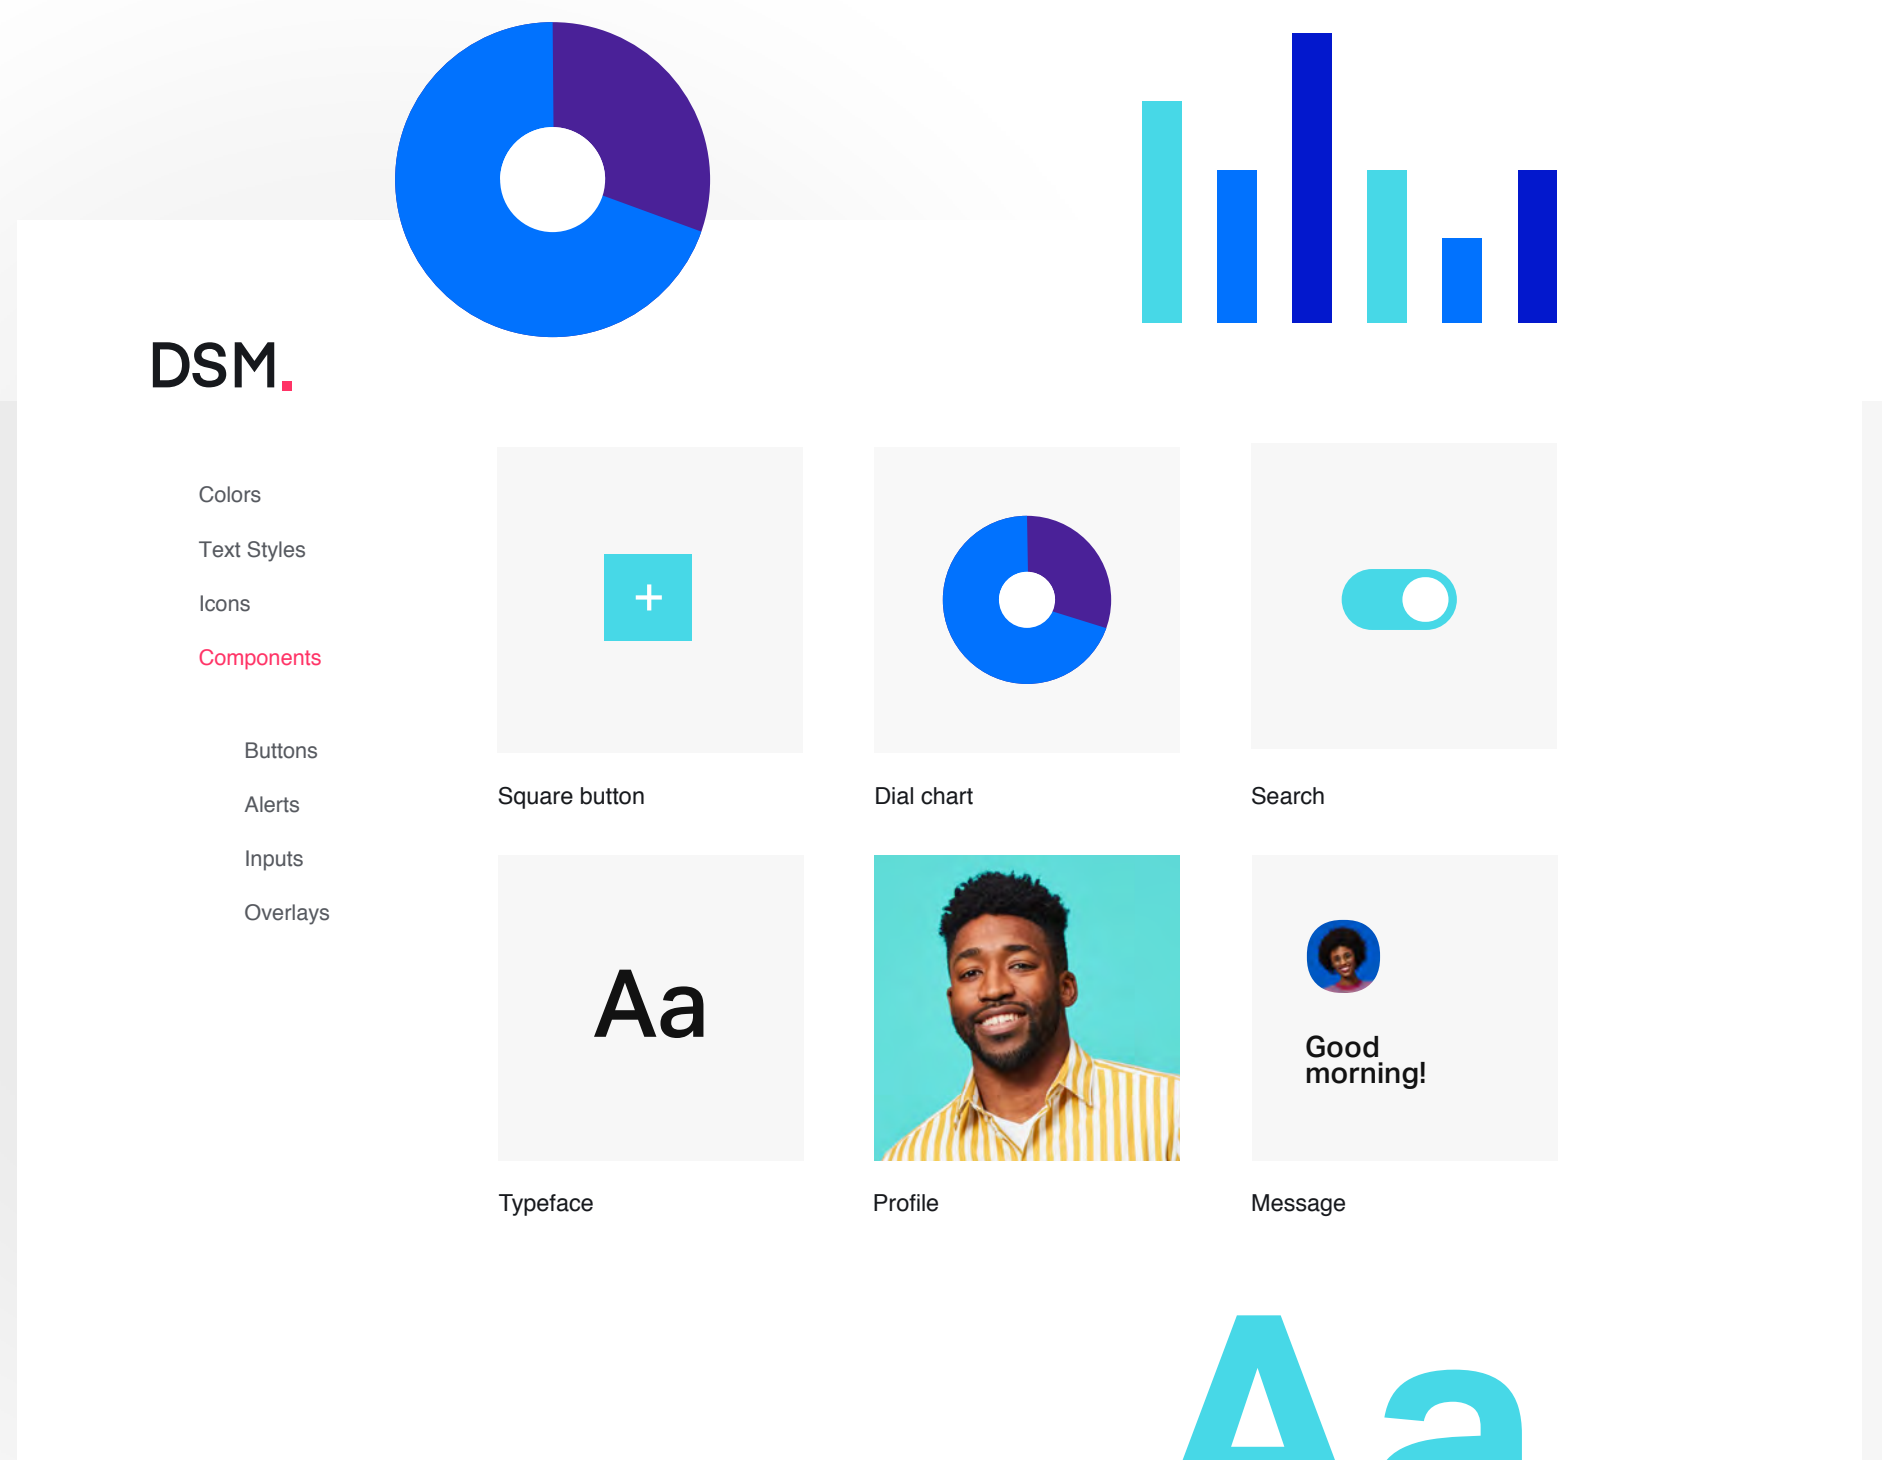 DSM.
Colors
Text Styles
Icons
Components
Buttons
Alerts
Inputs
Overlays
Square button
Dial chart
Search
Aa
Good
morning!
Typeface
Profile
Message
Aa